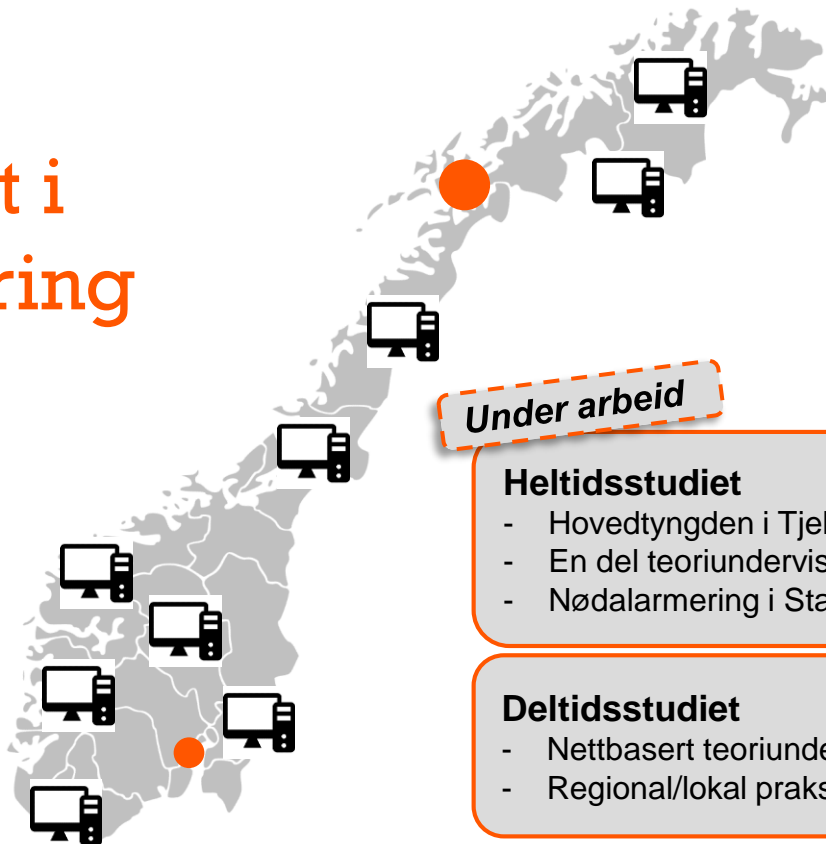 t i
ring
Under arbeid
Heltidsstudiet
- Hovedtyngden i Tjel
- En del teoriundervis
- Nødalarmering i Sta
Deltidsstudiet
- Nettbasert teoriunde
- Regional/lokal praks